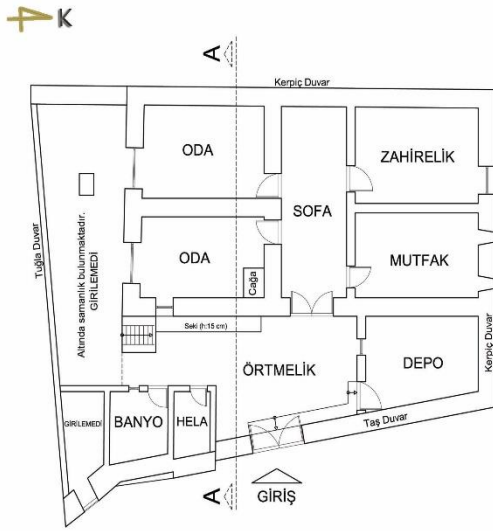 K
A
Kerpiç Duvar
ODA
ZAHİRELİK
SOFA
Tuğla Duvar
Altında samanlık bulunmaktadır.
GİRİLEMEDİ
ODA
Cağa
MUTFAK
Seki (h:15 cm)
Kerpiç Duvar
ÖRTMELİK
DEPO
GİRİLEMEDİ
BANYO
HELA
Taş Duvar
A
GİRİŞ